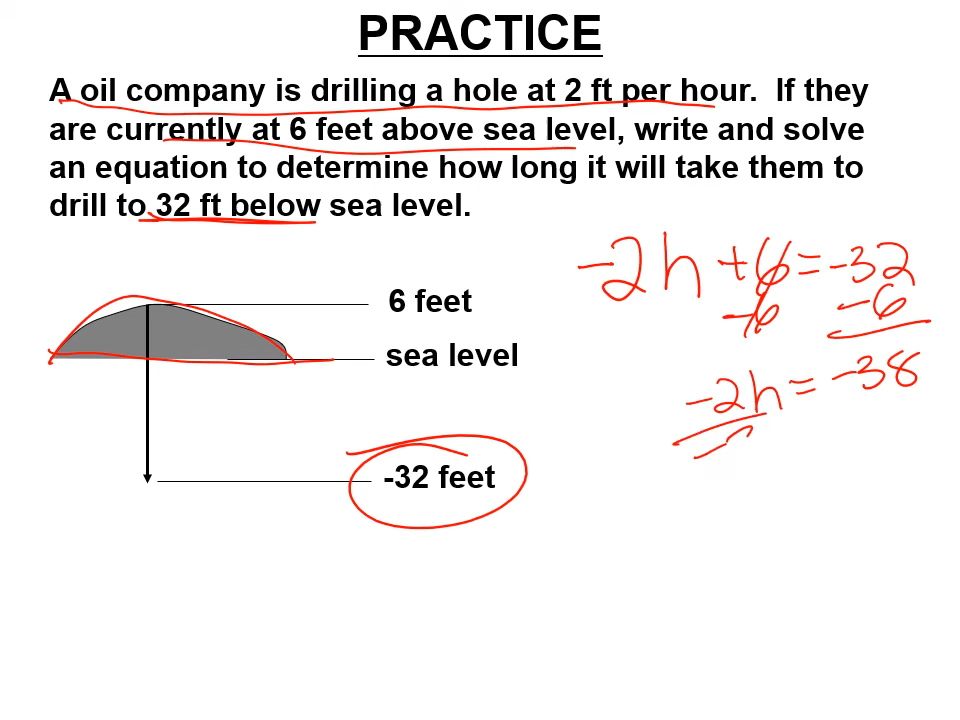 PRACTICE
A oil company is drilling a hole at 2 ft per hour. If they
are currently at 6 feet above sea level, write and solve
an equation to determine how long it will take them to
drill to 32 ft below sea level.
-2h +6 = -32
-6 -6
-2h = -38
6 feet
sea level
-32 feet